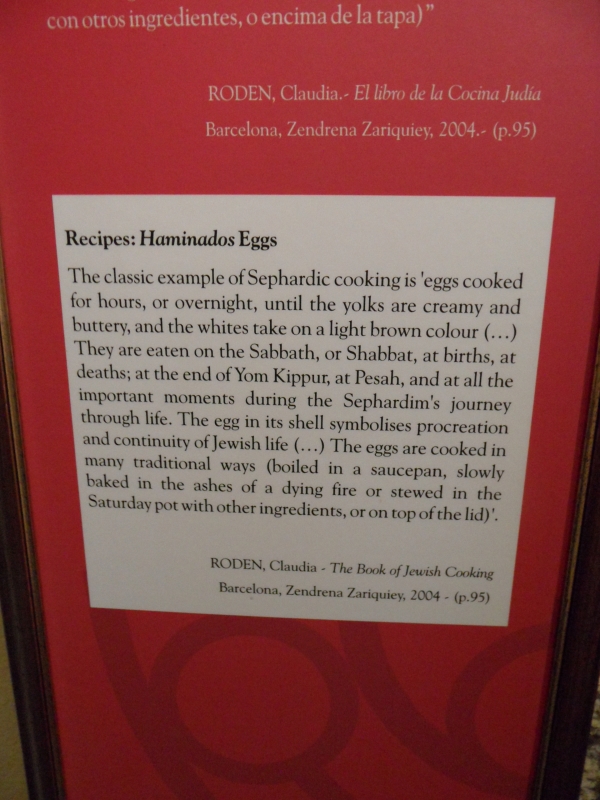 con otros ingredientes, o encima de la tapa)”
RODEN, Claudia.- El libro de la Cocina Judía
Barcelona, Zendrena Zariquiey, 2004.- (p.95)
Recipes: Haminados Eggs
The classic example of Sephardic cooking is 'eggs cooked
for hours, or overnight, until the yolks are creamy and
buttery, and the whites take on a light brown colour (…)
They are eaten on the Sabbath, or Shabbat, at births, at
deaths; at the end of Yom Kippur, at Pesah, and at all the
important moments during the Sephardim's journey
through life. The egg in its shell symbolises procreation
and continuity of Jewish life (…) The eggs are cooked in
many traditional ways (boiled in a saucepan, slowly
baked in the ashes of a dying fire or stewed in the
Saturday pot with other ingredients, or on top of the lid)'.
RODEN, Claudia - The Book of Jewish Cooking
Barcelona, Zendrena Zariquiey, 2004 - (p.95)